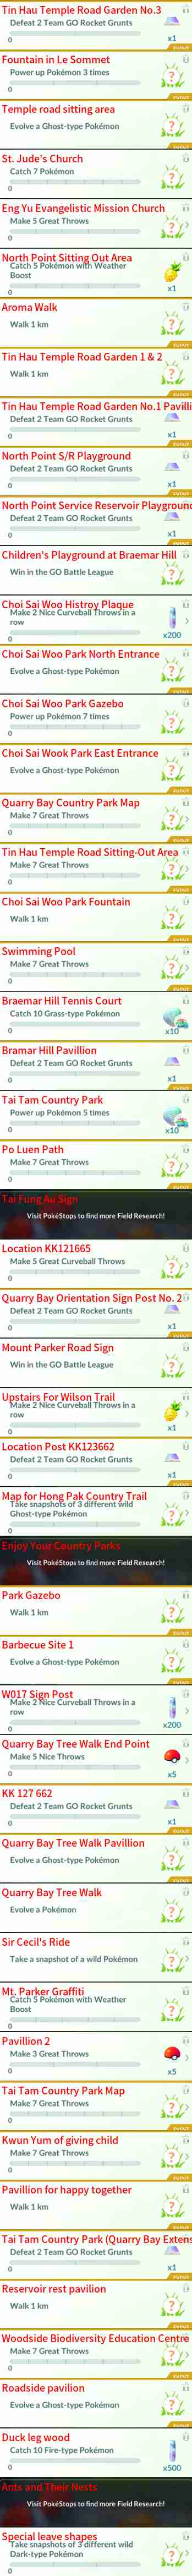 Tin Hau Temple Road Garden No.3
Defeat 2 Team GO Rocket Grunts
0
x1
EVENT
Fountain in Le Sommet
Power up Pokémon 3 times
0
EVENT
Temple road sitting area
Evolve a Ghost-type Pokémon
EVENT
St. Jude's Church
Catch 7 Pokémon
0
Eng Yu Evangelistic Mission Church
Make 5 Great Throws
0
EVENT
North Point Sitting Out Area
Catch 5 Pokémon with Weather
Boost
0
x1
Aroma Walk
Walk 1 km
EVENT
Tin Hau Temple Road Garden 1 & 2
Walk 1 km
EVENT
Tin Hau Temple Road Garden No.1 Pavilli
Defeat 2 Team GO Rocket Grunts
0
x1
EVENT
North Point S/R Playground
Defeat 2 Team GO Rocket Grunts
0
x1
EVENT
North Point Service Reservoir Playground
Defeat 2 Team GO Rocket Grunts
0
x1
EVENT
Children's Playground at Braemar Hill
Win in the GO Battle League
Choi Sai Woo Histroy Plaque
Make 2 Nice Curveball Throws in a
row
0
x200
Choi Sai Woo Park North Entrance
Evolve a Ghost-type Pokémon
EVENT
Choi Sai Woo Park Gazebo
Power up Pokémon 7 times
0
EVENT
Choi Sai Wook Park East Entrance
Evolve a Ghost-type Pokémon
EVENT
Quarry Bay Country Park Map
Make 7 Great Throws
0
EVENT
Tin Hau Temple Road Sitting-Out Area
Make 7 Great Throws
0
EVENT
Choi Sai Woo Park Fountain
Walk 1 km
EVENT
Swimming Pool
Make 7 Great Throws
0
EVENT
Braemar Hill Tennis Court
Catch 10 Grass-type Pokémon
0
x10
Bramar Hill Pavillion
Defeat 2 Team GO Rocket Grunts
0
x1
EVENT
Tai Tam Country Park
Power up Pokémon 5 times
0
x10
Po Luen Path
Make 7 Great Throws
0
EVENT
Tai Fung Au Sign
Visit PokéStops to find more Field Research!
Location KK121665
Make 5 Great Curveball Throws
0
Quarry Bay Orientation Sign Post No. 2
Defeat 2 Team GO Rocket Grunts
0
x1
EVENT
Mount Parker Road Sign
Win in the GO Battle League
Upstairs For Wilson Trail
Make 2 Nice Curveball Throws in a
row
0
x1
Location Post KK123662
Defeat 2 Team GO Rocket Grunts
0
x1
EVENT
Map for Hong Pak Country Trail
Take snapshots of 3 different wild
Ghost-type Pokémon
0
Enjoy Your Country Parks
Visit PokéStops to find more Field Research!
Park Gazebo
Walk 1 km
EVENT
Barbecue Site 1
Evolve a Ghost-type Pokémon
EVENT
W017 Sign Post
Make 2 Nice Curveball Throws in a
row
0
x200
Quarry Bay Tree Walk End Point
Make 5 Nice Throws
0
x5
KK 127 662
Defeat 2 Team GO Rocket Grunts
0
x1
EVENT
Quarry Bay Tree Walk Pavillion
Evolve a Ghost-type Pokémon
EVENT
Quarry Bay Tree Walk
Evolve a Pokémon
Sir Cecil's Ride
Take a snapshot of a wild Pokémon
Mt. Parker Graffiti
Catch 5 Pokémon with Weather
Boost
0
Pavillion 2
Make 3 Great Throws
0
x5
Tai Tam Country Park Map
Make 7 Great Throws
0
EVENT
Kwun Yum of giving child
Make 7 Great Throws
0
EVENT
Pavillion for happy together
Walk 1 km
EVENT
Tai Tam Country Park (Quarry Bay Extens
Defeat 2 Team GO Rocket Grunts
0
x1
EVENT
Reservoir rest pavilion
Walk 1 km
EVENT
Woodside Biodiversity Education Centre
Make 7 Great Throws
0
EVENT
Roadside pavilion
Evolve a Ghost-type Pokémon
EVENT
Duck leg wood
Catch 10 Fire-type Pokémon
0
x500
Ants and Their Nests
Visit PokéStops to find more Field Research!
Special leave shapes
Take snapshots of 3 different wild
Dark-type Pokémon
0